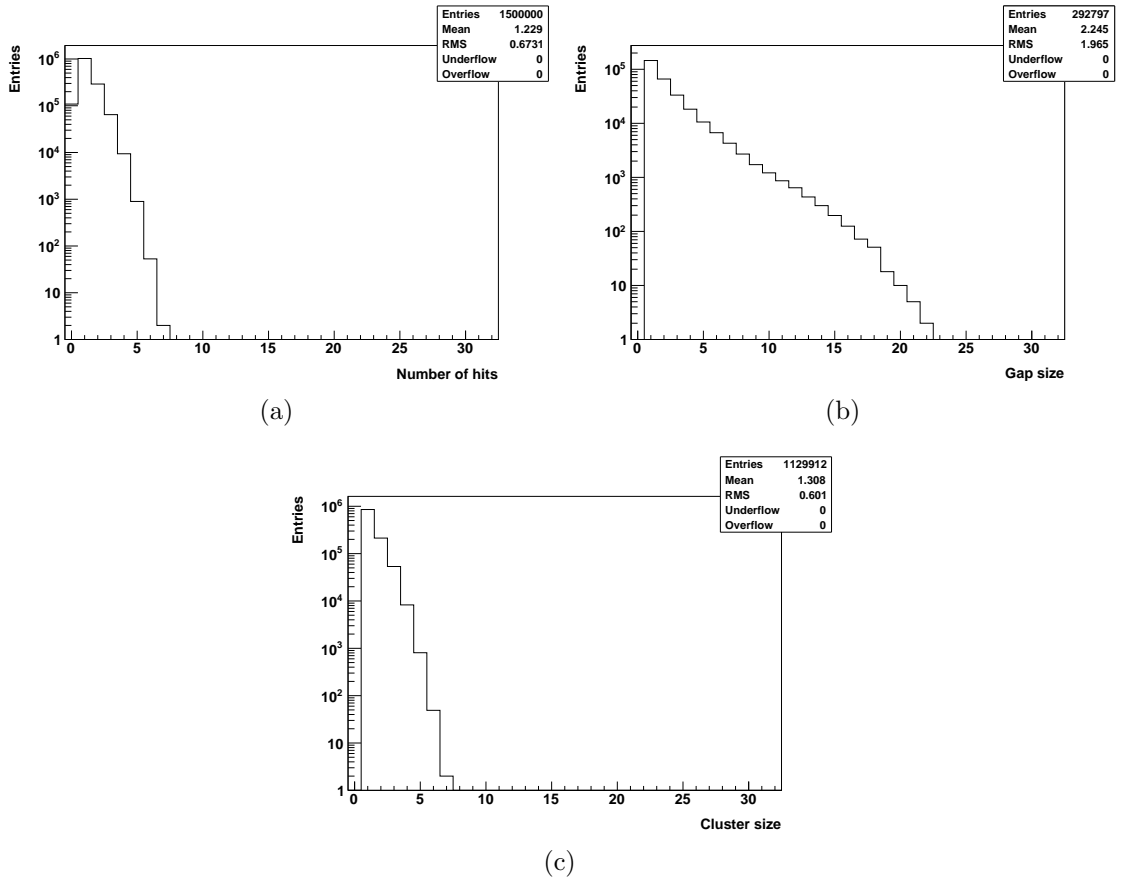 Entries 1500000
Mean 1.229
RMS 0.6731
Underflow 0
Overflow 0
Entries
10^6
10^5
10^4
10^3
10^2
10
1
0 5 10 15 20 25 30
Number of hits
(a)
Entries 292797
Mean 2.245
RMS 1.965
Underflow 0
Overflow 0
Entries
10^5
10^4
10^3
10^2
10
1
0 5 10 15 20 25 30
Gap size
(b)
Entries 1129912
Mean 1.308
RMS 0.601
Underflow 0
Overflow 0
Entries
10^6
10^5
10^4
10^3
10^2
10
1
0 5 10 15 20 25 30
Cluster size
(c)